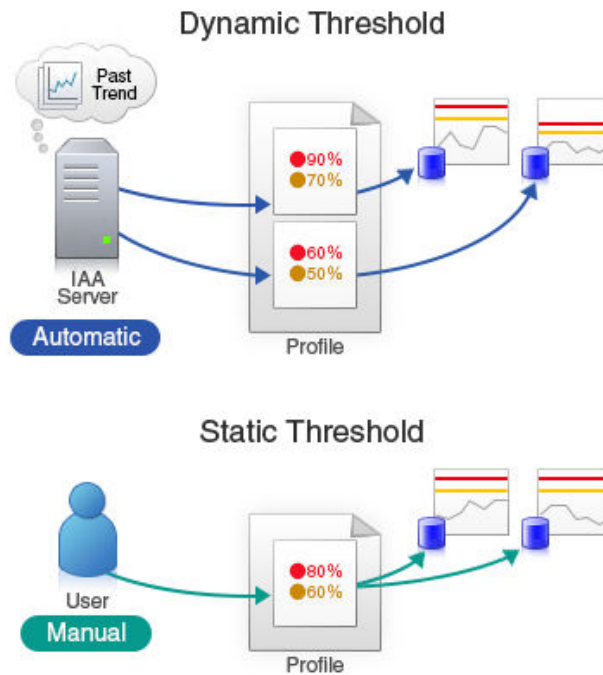 Dynamic Threshold
Past
Trend
90%
70%
60%
50%
IAA
Server
Automatic
Profile
Static Threshold
80%
60%
User
Manual
Profile